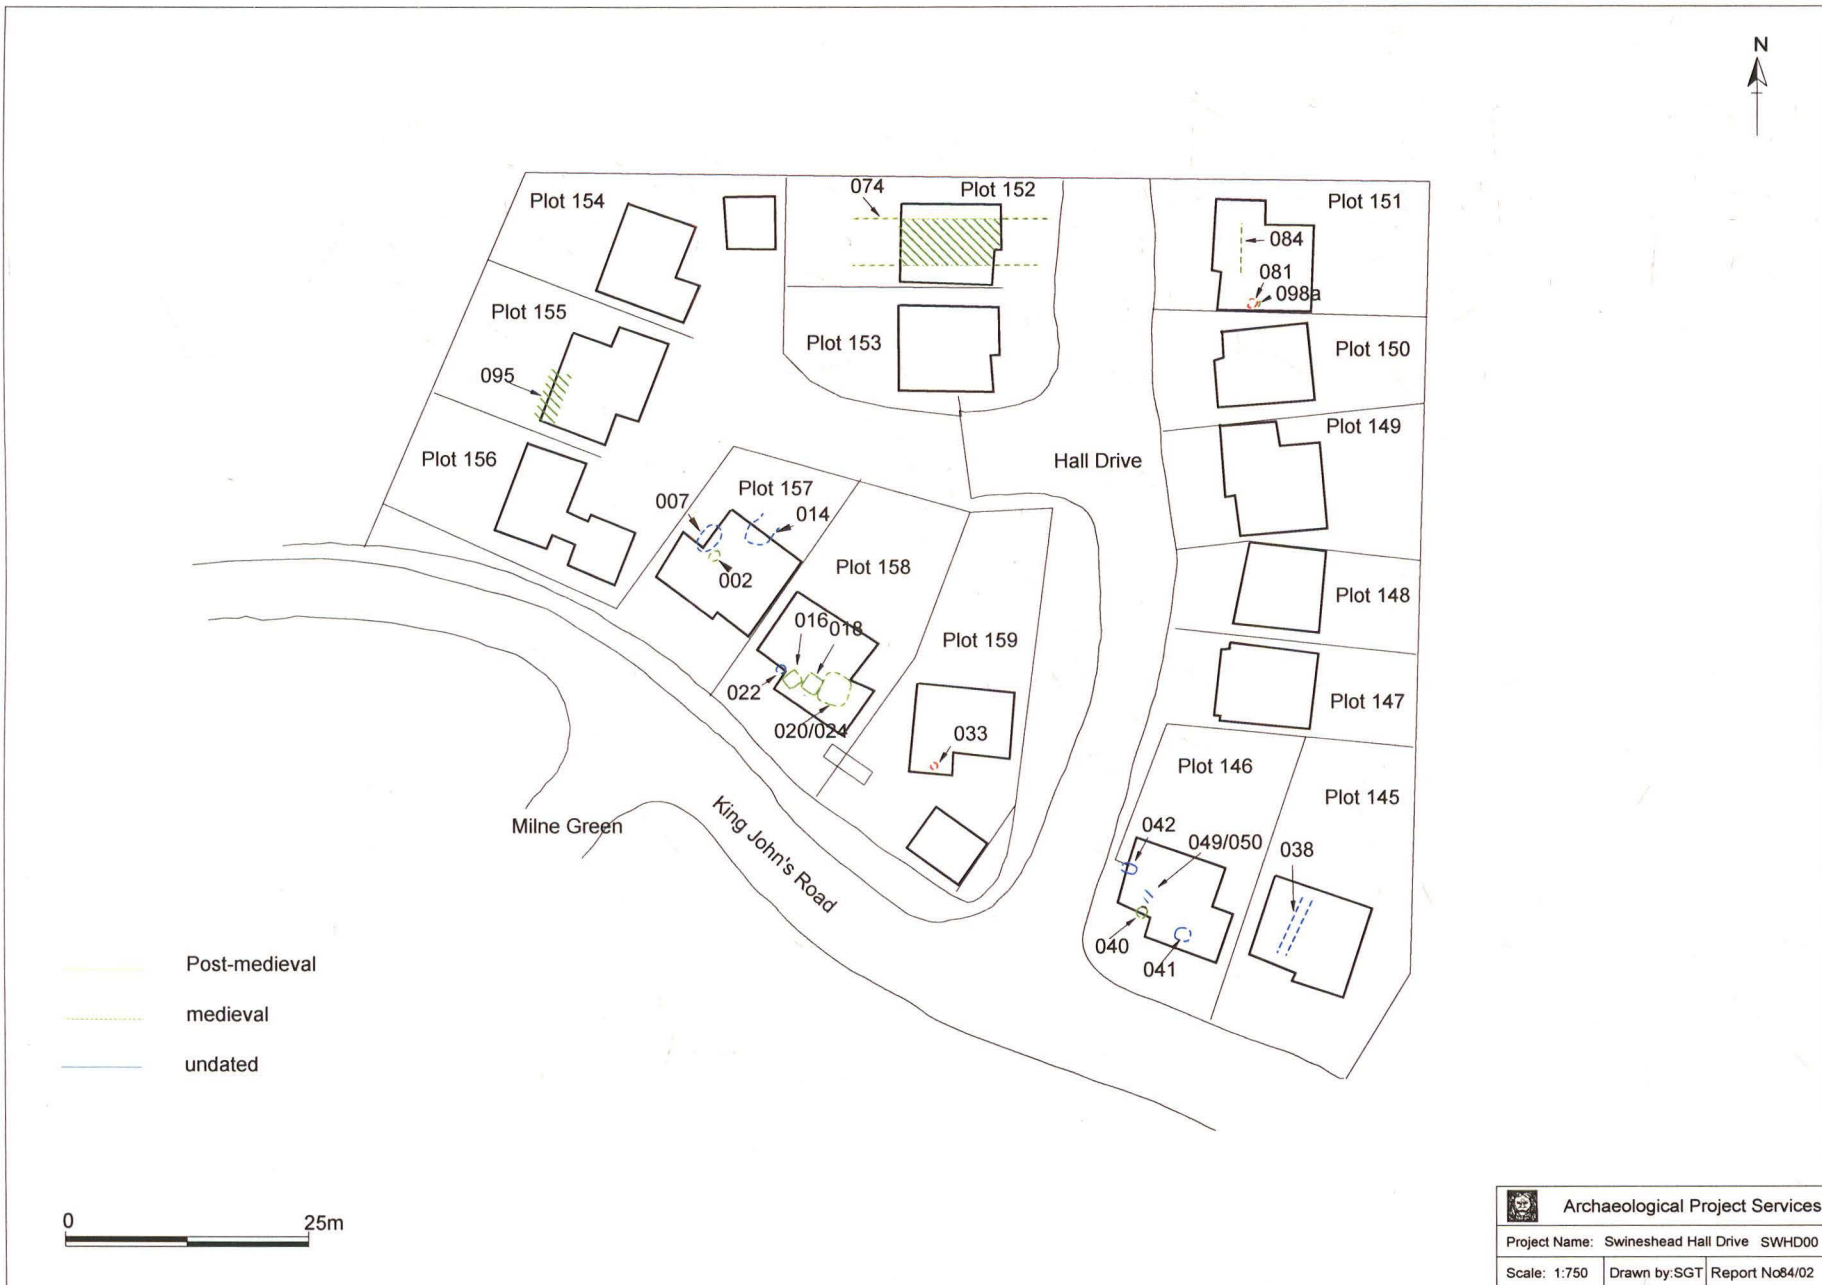 N
Plot 154
074
Plot 152
Plot 151
084
081
098a
Plot 155
Plot 153
Plot 150
095
Plot 149
Plot 156
Hall Drive
Plot 157
007
014
002
Plot 158
Plot 148
016
018
Plot 159
022
020/024
033
Plot 147
Plot 146
Plot 145
Milne Green
King John's Road
042
049/050
038
040
041
Post-medieval
medieval
undated
0 25m
Archaeological Project Services
Project Name: Swineshead Hall Drive SWHD00
Scale: 1:750 Drawn by:SGT Report No84/02